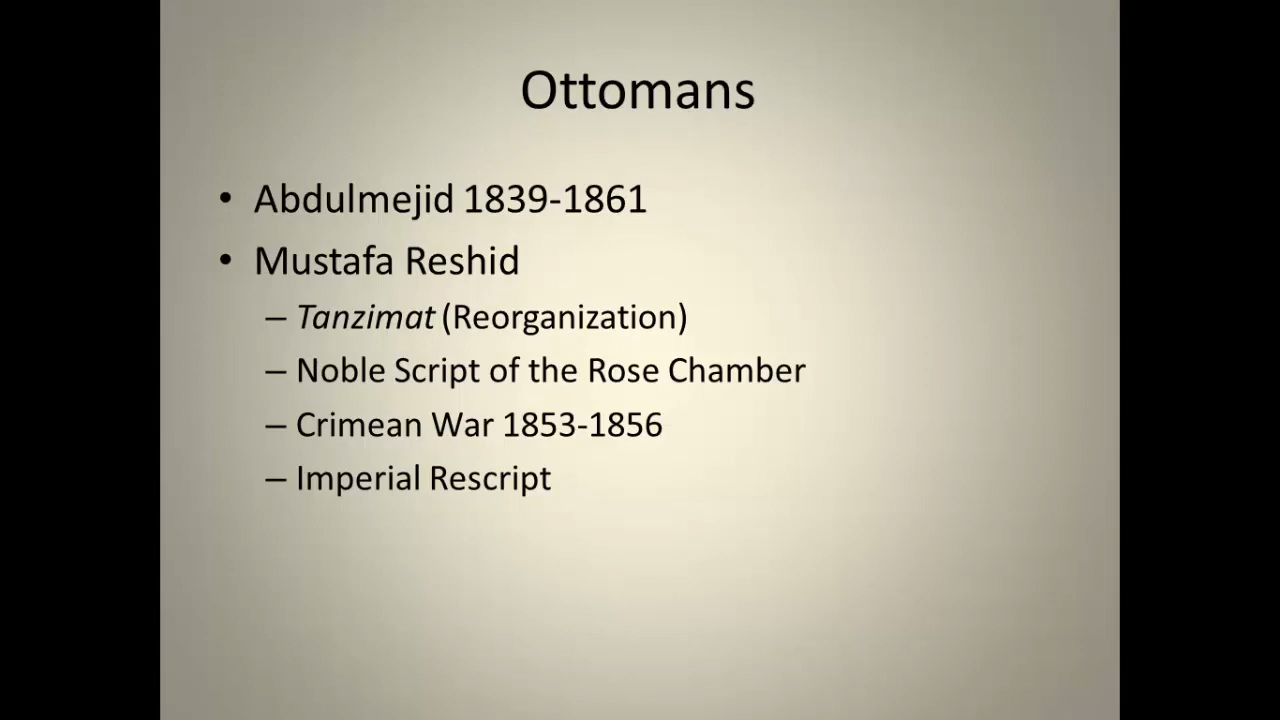 Ottomans
• Abdulmejid 1839-1861
• Mustafa Reshid
– Tanzimat (Reorganization)
– Noble Script of the Rose Chamber
– Crimean War 1853-1856
– Imperial Rescript